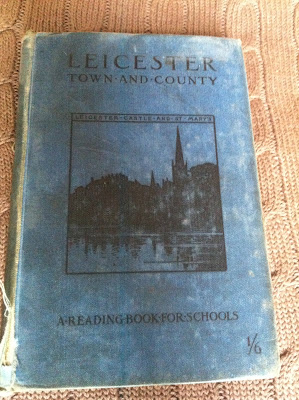 LEICESTER
TOWN·AND·COUNTY
LEICESTER·CASTLE·AND·ST·MARY'S
A·READING·BOOK·FOR·SCHOOLS
1/6